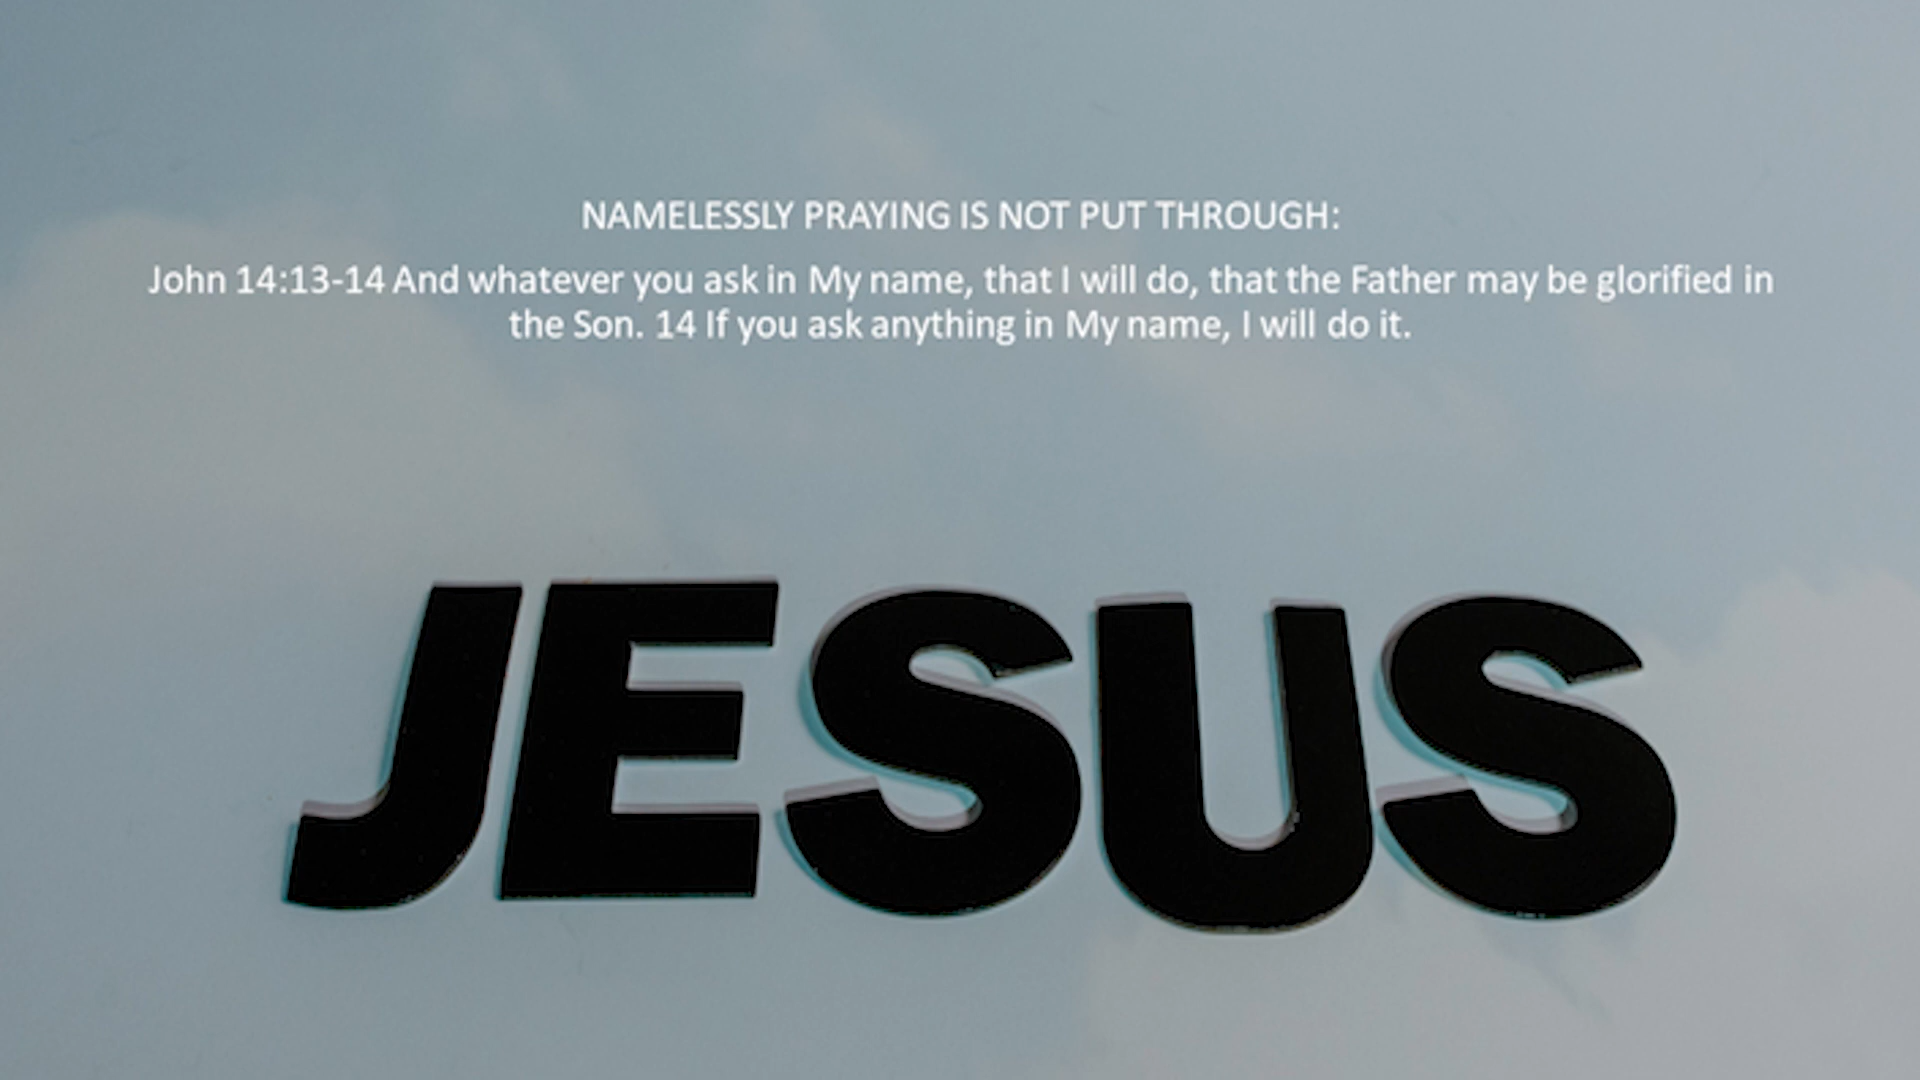 NAMELESSLY PRAYING IS NOT PUT THROUGH:
John 14:13-14 And whatever you ask in My name, that I will do, that the Father may be glorified in
the Son. 14 If you ask anything in My name, I will do it.
JESUS